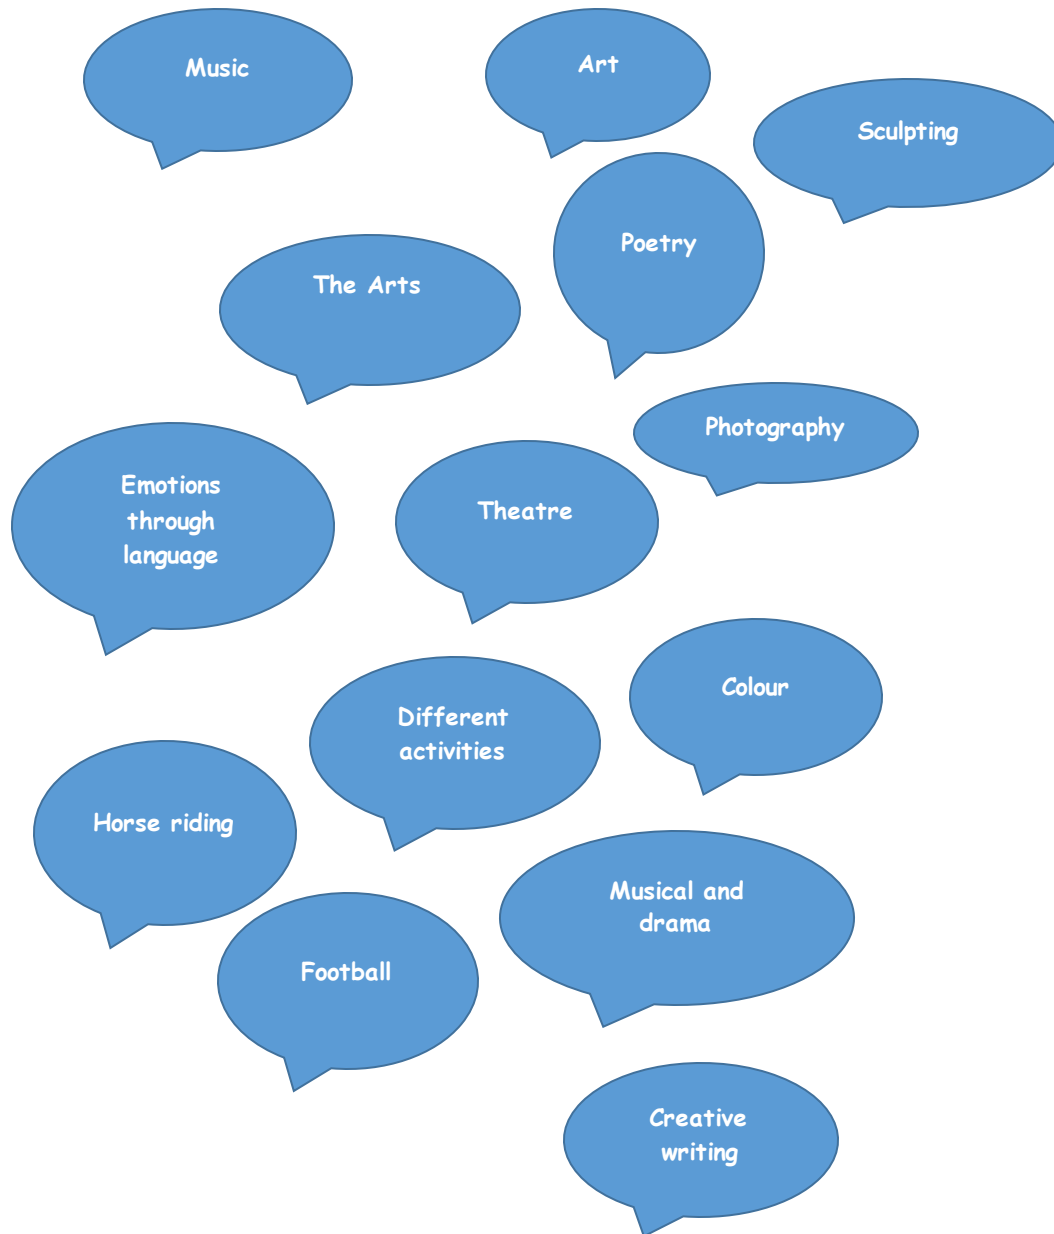 Music
Art
Sculpting
Poetry
The Arts
Photography
Emotions
through
language
Theatre
Colour
Different
activities
Horse riding
Musical and
drama
Football
Creative
writing